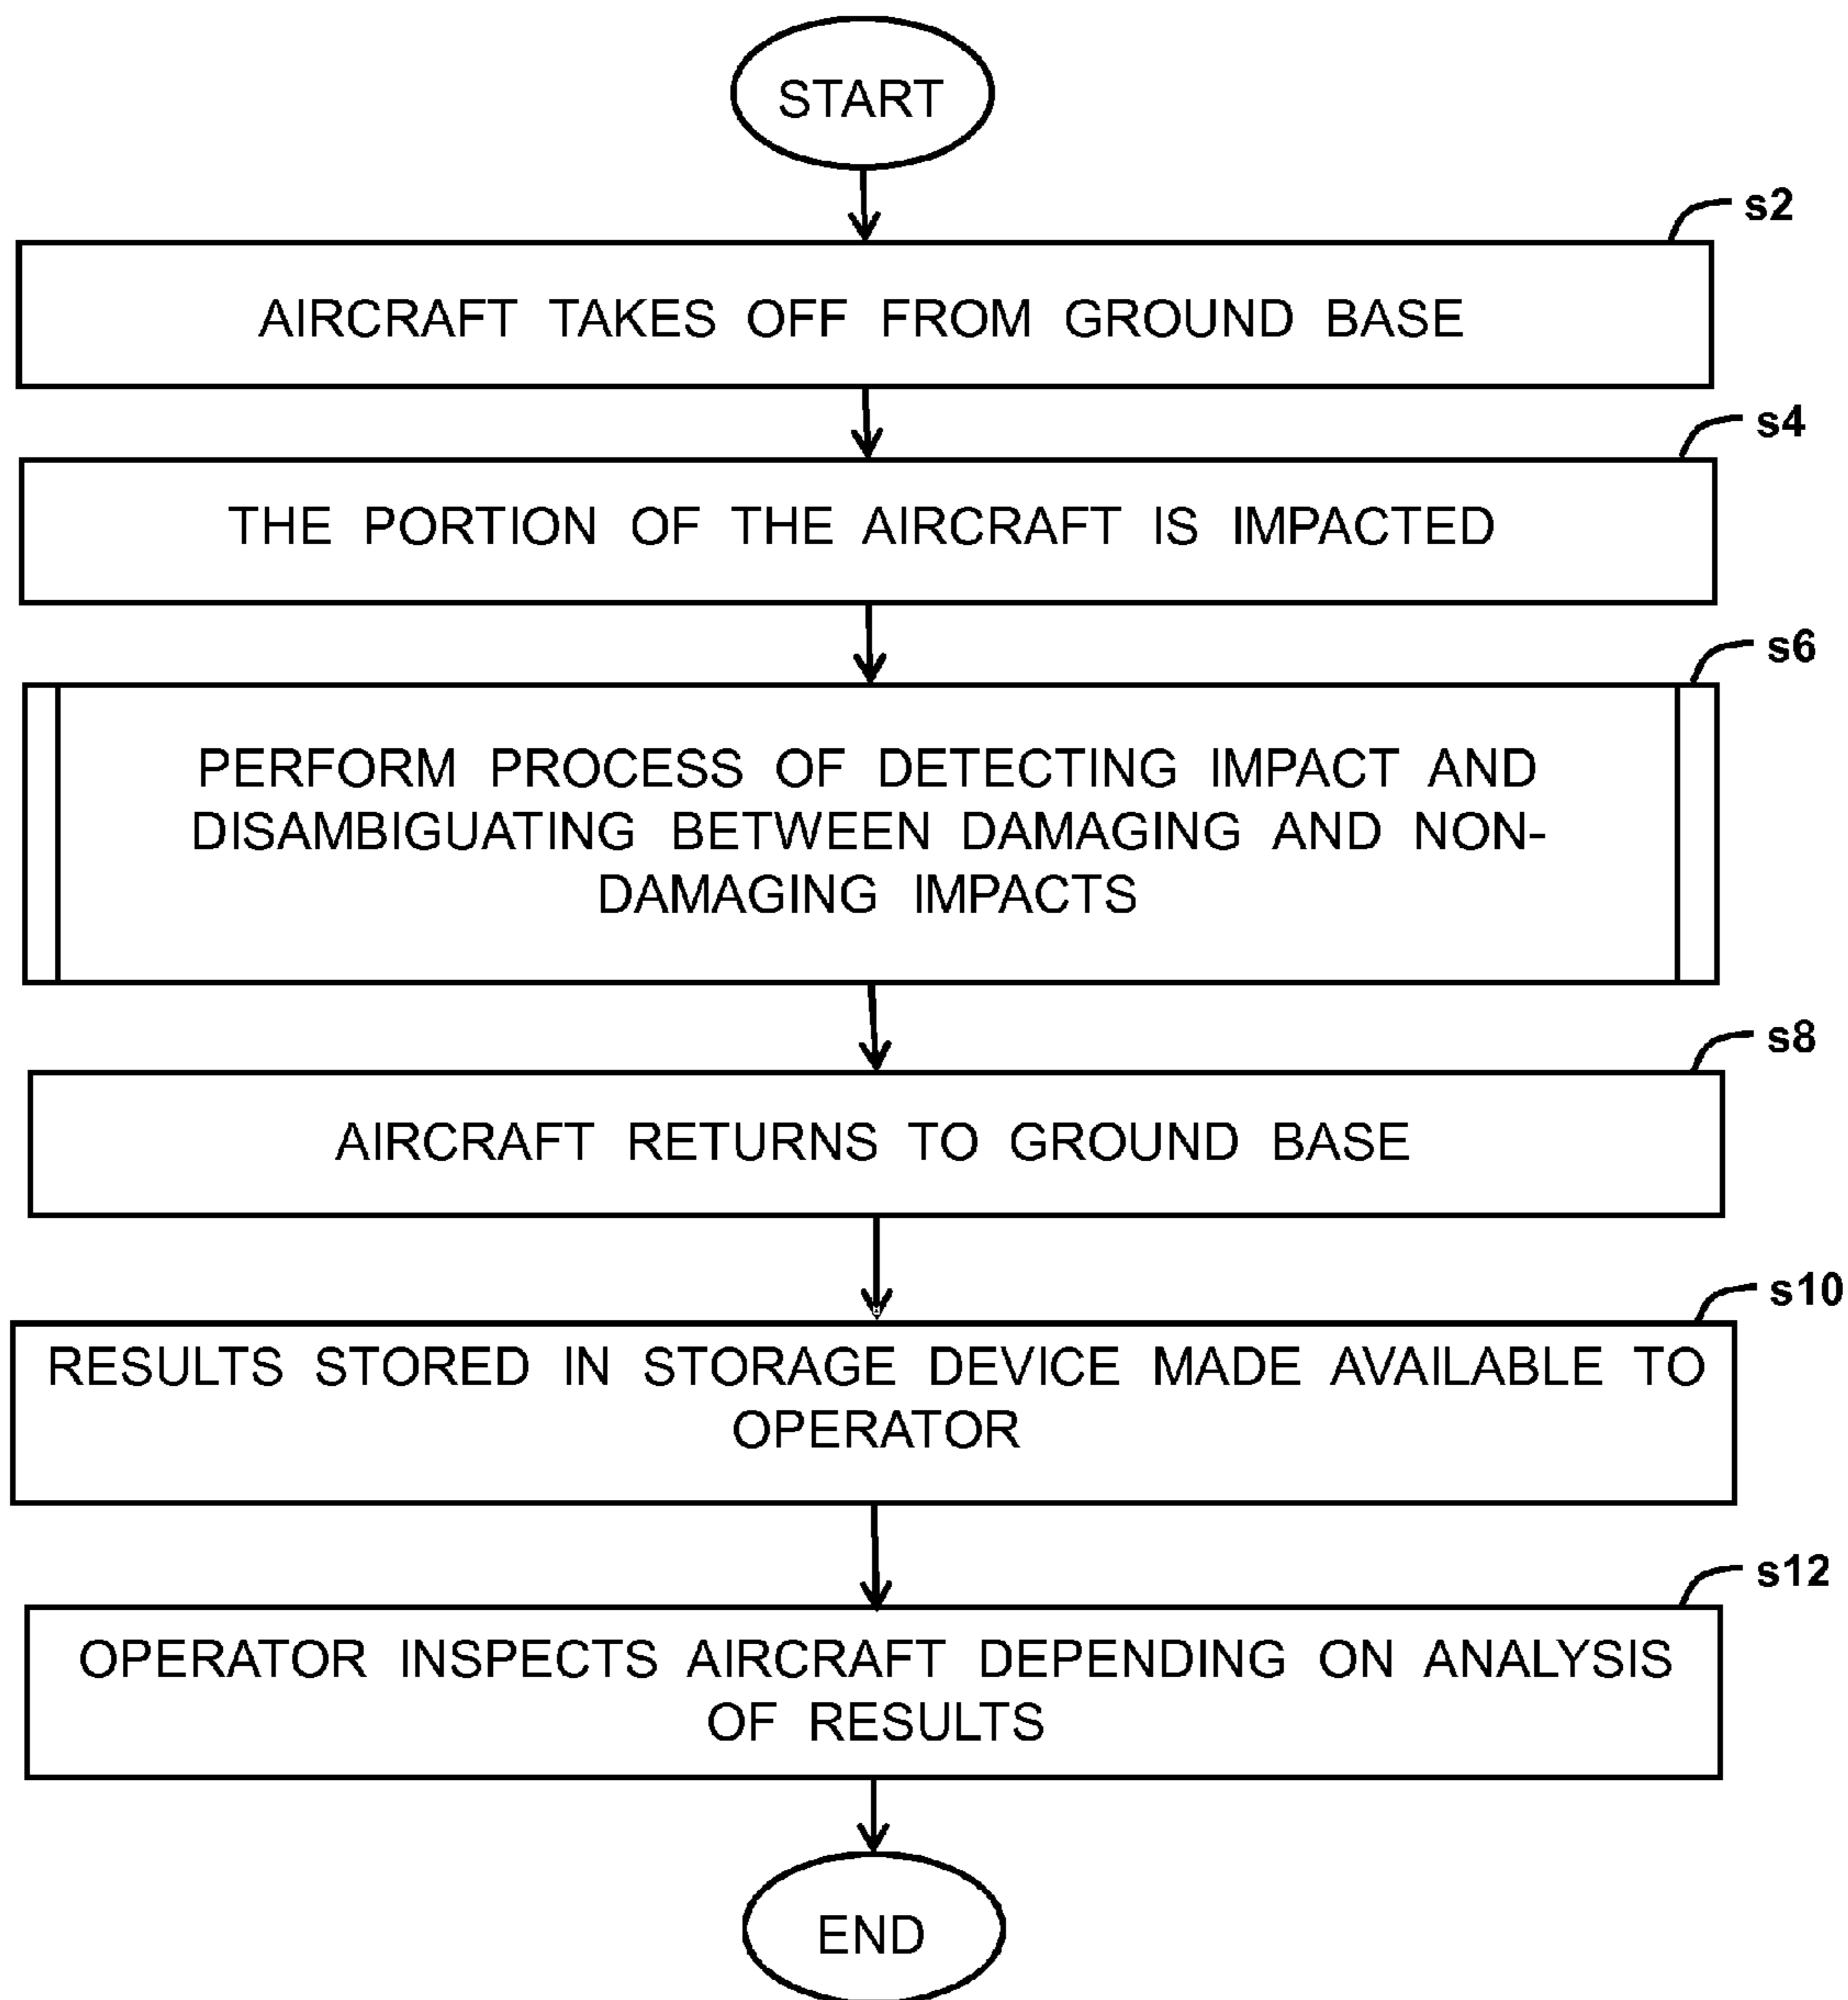 START
s2
AIRCRAFT TAKES OFF FROM GROUND BASE
s4
THE PORTION OF THE AIRCRAFT IS IMPACTED
s6
PERFORM PROCESS OF DETECTING IMPACT AND
DISAMBIGUATING BETWEEN DAMAGING AND NON-
DAMAGING IMPACTS
s8
AIRCRAFT RETURNS TO GROUND BASE
s10
RESULTS STORED IN STORAGE DEVICE MADE AVAILABLE TO
OPERATOR
s12
OPERATOR INSPECTS AIRCRAFT DEPENDING ON ANALYSIS
OF RESULTS
END